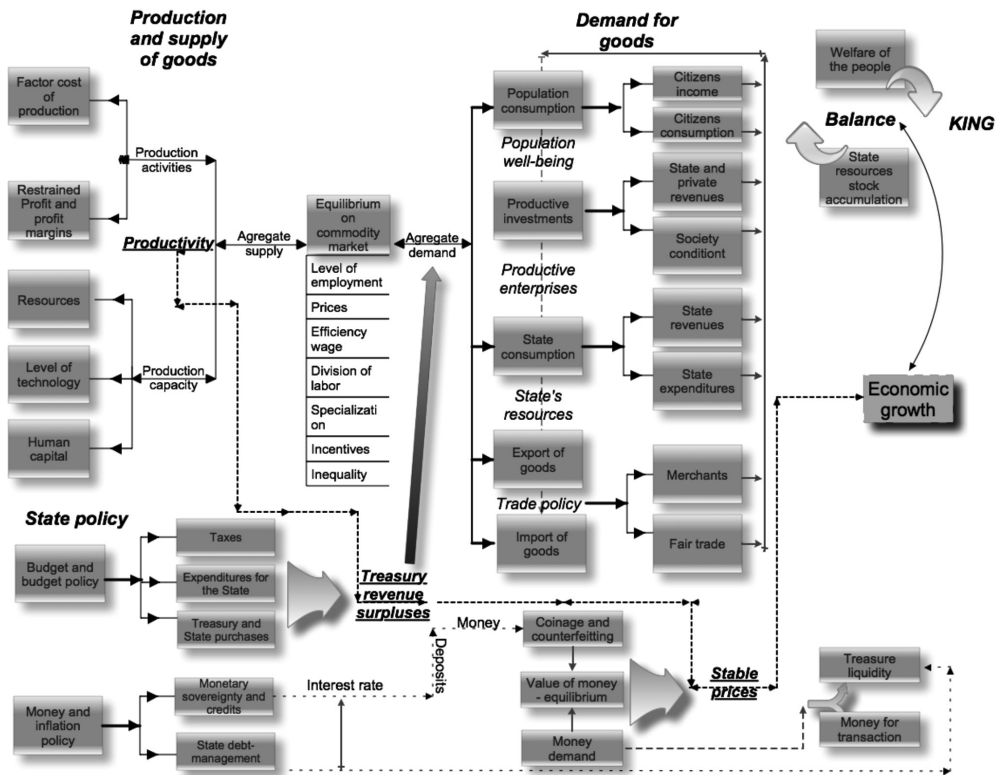 Production
and supply
of goods
Factor cost
of
production
Production
activities
Restrained
Profit and
profit
margins
Productivity
Resources
Level of
technology
Production
capacity
Human
capital
Aggregate
supply
Equilibrium
on
commodity
market
Level of
employment
Prices
Efficiency
wage
Division of
labor
Specializati
on
Incentives
Inequality
Aggregate
demand
Demand for
goods
Population
consumption
Citizens
income
Citizens
consumption
Population
well-being
Productive
investments
State and
private
revenues
Society
conditiont
Productive
enterprises
State
consumption
State
revenues
State
expenditures
State's
resources
Export of
goods
Trade policy
Import of
goods
Merchants
Fair trade
Welfare of
the people
Balance
KING
State
resources
stock
accumulation
Economic
growth
State policy
Budget and
budget policy
Taxes
Expenditures for
the State
Treasury and
State purchases
Treasury
revenue
surpluses
Money and
inflation
policy
Monetary
sovereignty and
credits
State debt-
management
Interest rate
Deposits
Money
Coinage and
counterfeitting
Value of money
- equilibrium
Money
demand
Stable
prices
Treasure
liquidity
Money for
transaction